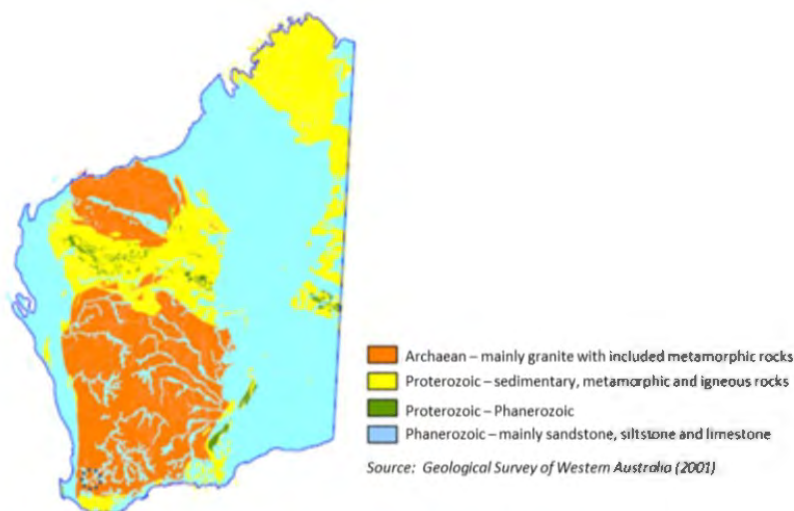 Archaean – mainly granite with included metamorphic rocks
Proterozoic – sedimentary, metamorphic and igneous rocks
Proterozoic – Phanerozoic
Phanerozoic – mainly sandstone, siltstone and limestone
Source: Geological Survey of Western Australia (2001)